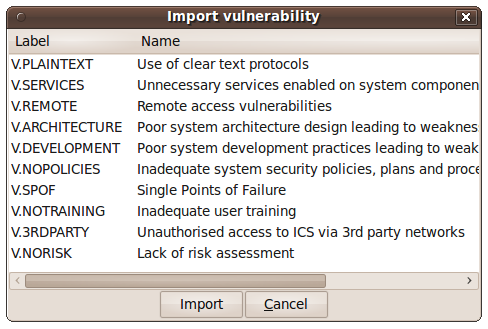 Import vulnerability
Label Name
V.PLAINTEXT Use of clear text protocols
V.SERVICES Unnecessary services enabled on system componen
V.REMOTE Remote access vulnerabilities
V.ARCHITECTURE Poor system architecture design leading to weaknes
V.DEVELOPMENT Poor system development practices leading to weak
V.NOPOLICIES Inadequate system security policies, plans and proce
V.SPOF Single Points of Failure
V.NOTRAINING Inadequate user training
V.3RDPARTY Unauthorised access to ICS via 3rd party networks
V.NORISK Lack of risk assessment
Import Cancel